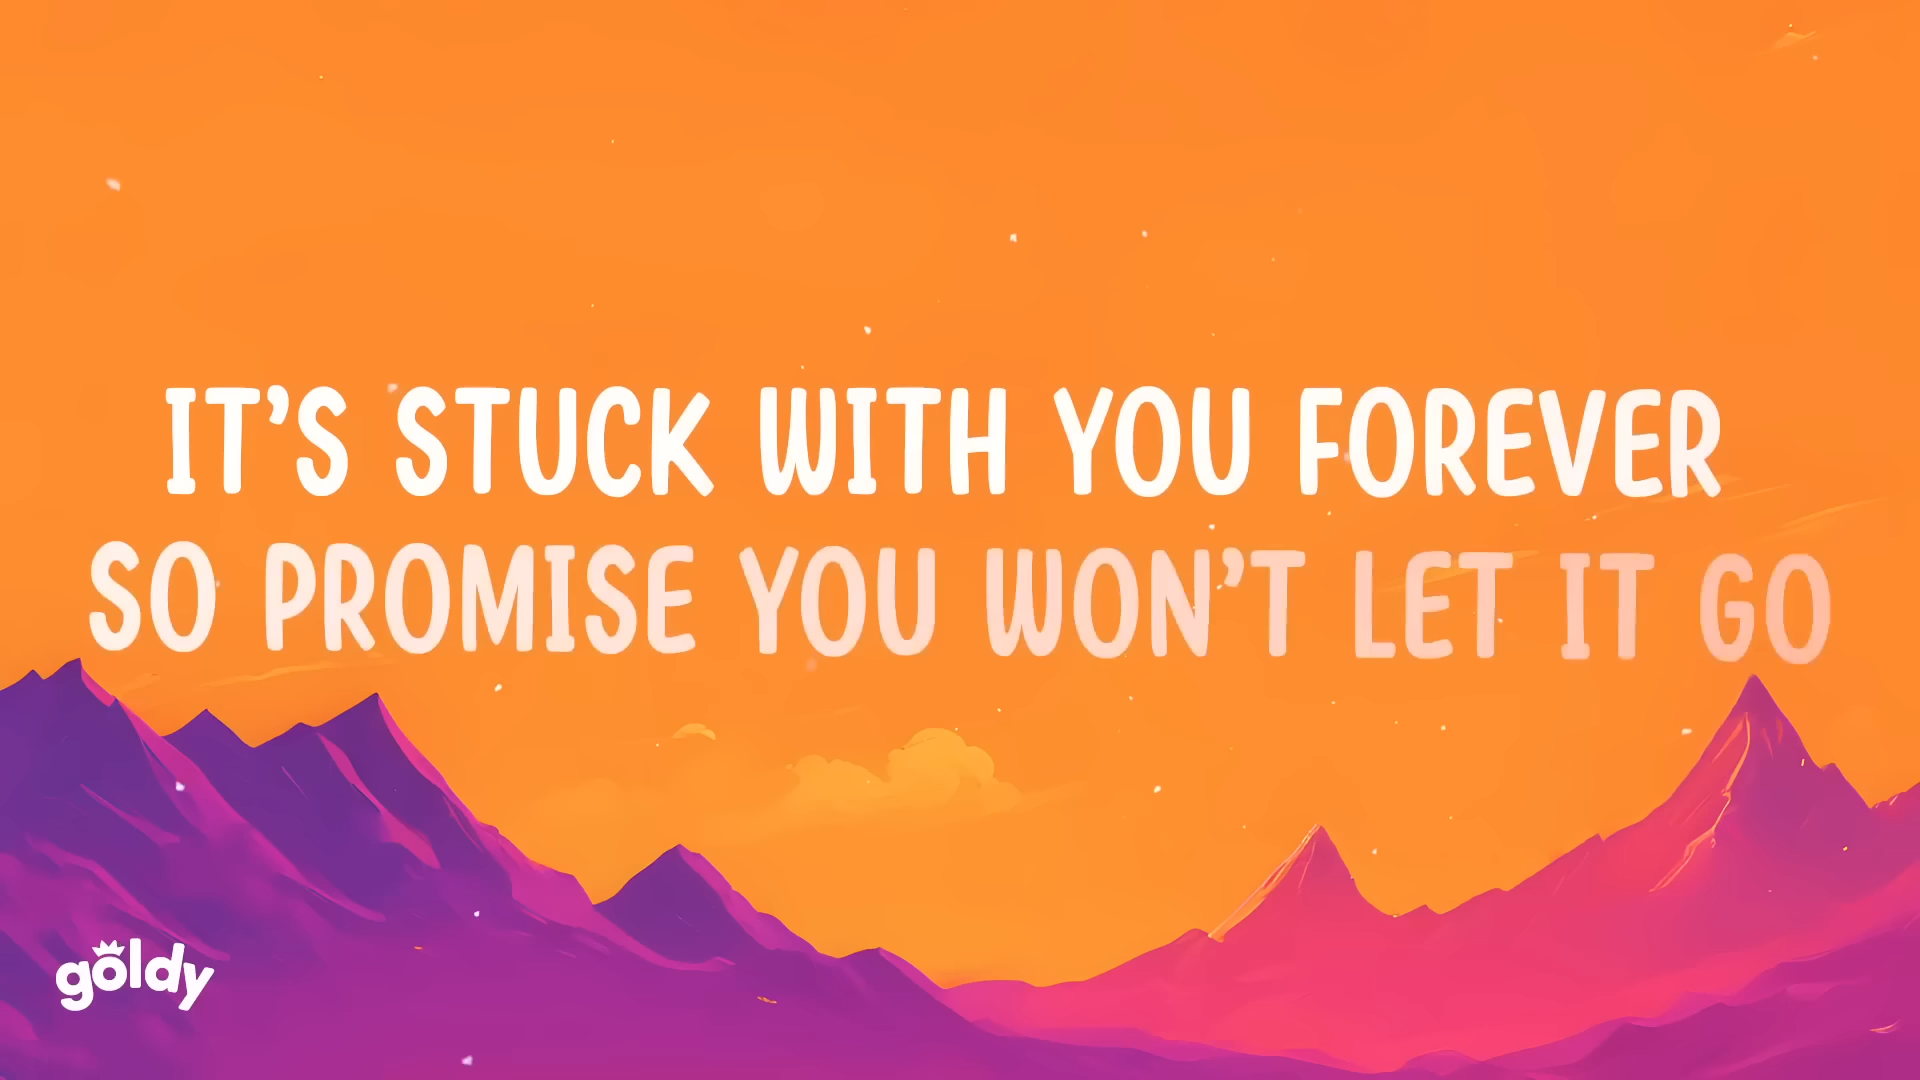 IT’S STUCK WITH YOU FOREVER
SO PROMISE YOU WON’T LET IT GO
goldy